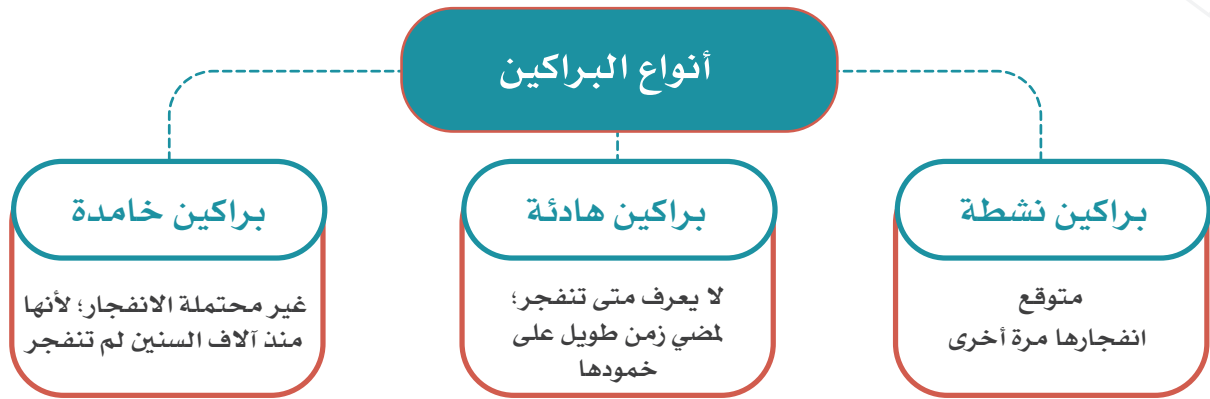 أنواع البراكين
براكين نشطة
متوقع
انفجارها مرة أخرى
براكين هادئة
لا يعرف متى تنفجر؛
لمضي زمن طويل على
خمودها
براكين خامدة
غير محتملة الانفجار؛ لأنها
منذ آلاف السنين لم تنفجر